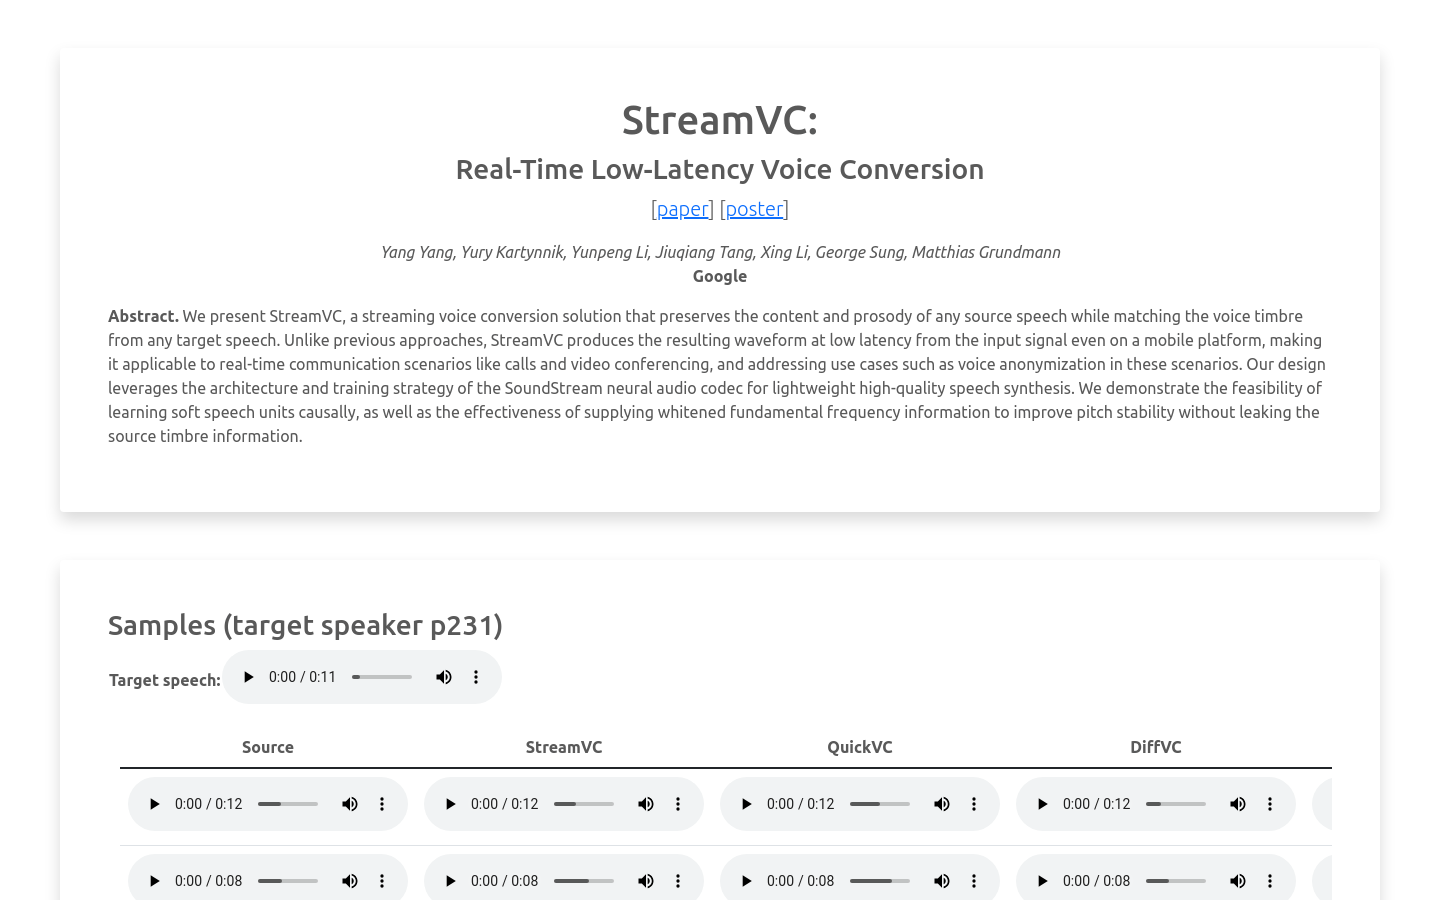 StreamVC:
Real-Time Low-Latency Voice Conversion
[paper] [poster]
Yang Yang, Yury Kartynnik, Yunpeng Li, Jiuqiang Tang, Xing Li, George Sung, Matthias Grundmann
Google
Abstract. We present StreamVC, a streaming voice conversion solution that preserves the content and prosody of any source speech while matching the voice timbre
from any target speech. Unlike previous approaches, StreamVC produces the resulting waveform at low latency from the input signal even on a mobile platform, making
it applicable to real-time communication scenarios like calls and video conferencing, and addressing use cases such as voice anonymization in these scenarios. Our design
leverages the architecture and training strategy of the SoundStream neural audio codec for lightweight high-quality speech synthesis. We demonstrate the feasibility of
learning soft speech units causally, as well as the effectiveness of supplying whitened fundamental frequency information to improve pitch stability without leaking the
source timbre information.
Samples (target speaker p231)
Target speech: 0:00 / 0:11
Source StreamVC QuickVC DiffVC
0:00 / 0:12 0:00 / 0:12 0:00 / 0:12 0:00 / 0:12
0:00 / 0:08 0:00 / 0:08 0:00 / 0:08 0:00 / 0:08